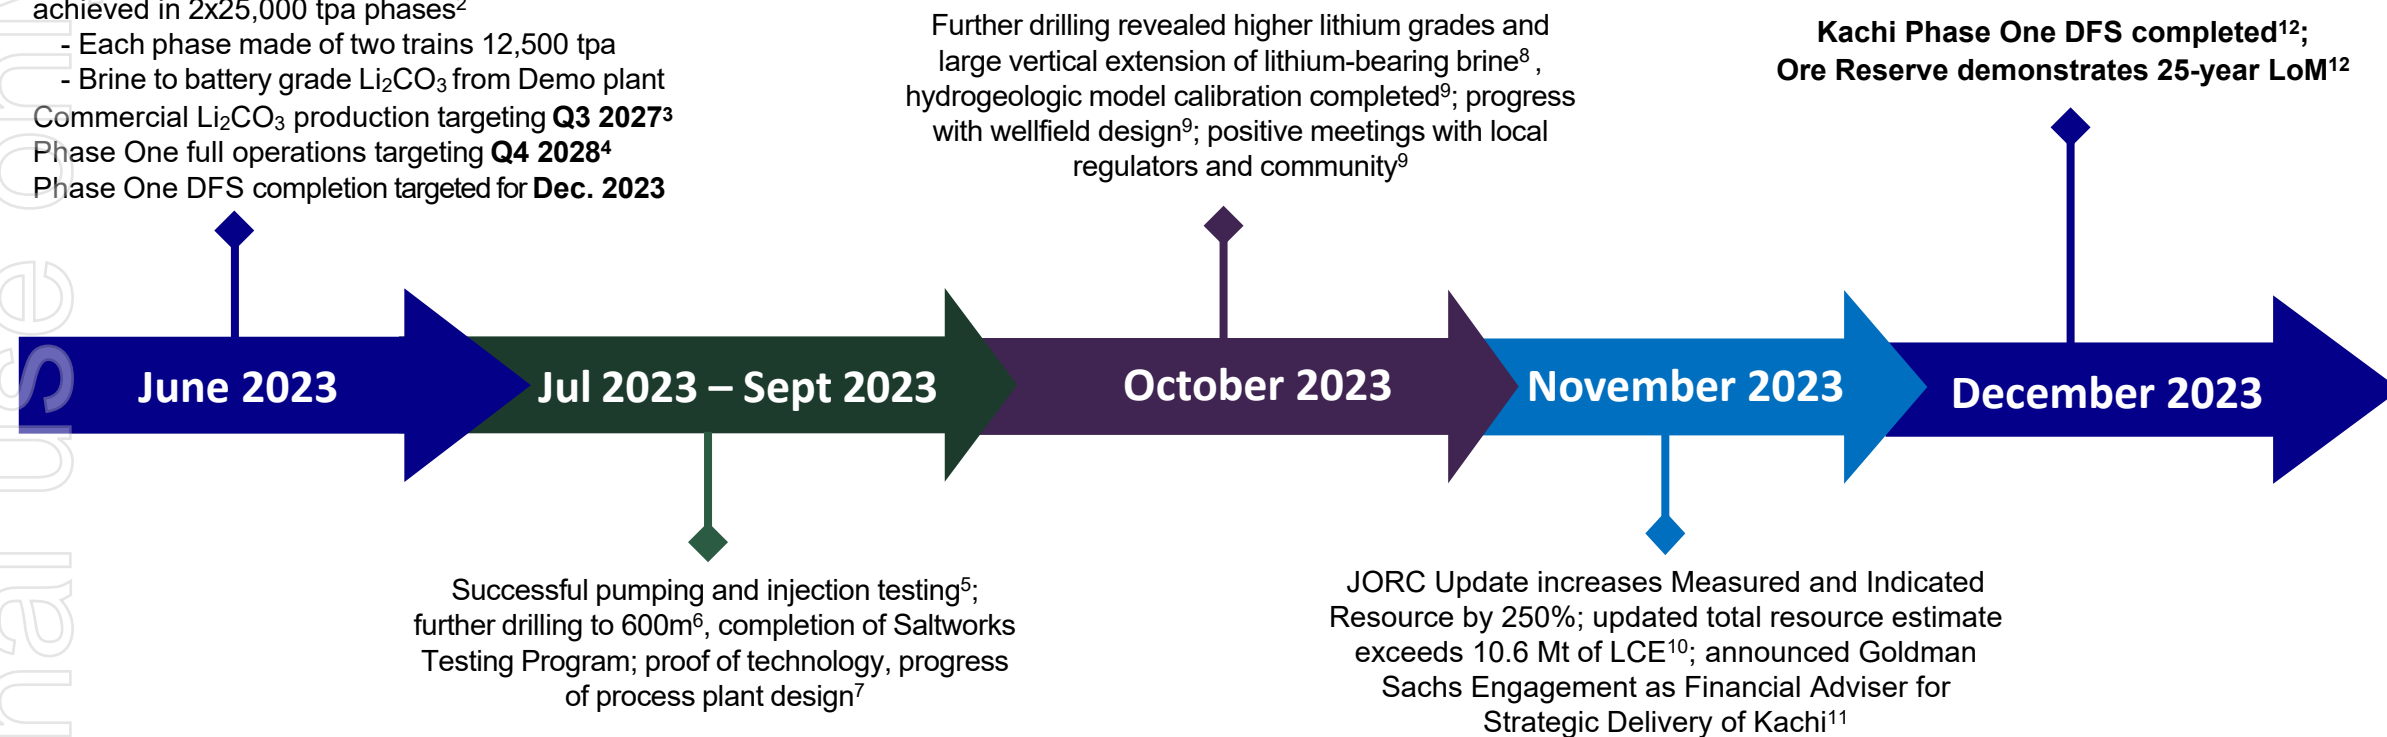 achieved in 2x25,000 tpa phases²
- Each phase made of two trains 12,500 tpa
- Brine to battery grade Li₂CO₃ from Demo plant
Commercial Li₂CO₃ production targeting Q3 2027³
Phase One full operations targeting Q4 2028⁴
Phase One DFS completion targeted for Dec. 2023
Further drilling revealed higher lithium grades and
large vertical extension of lithium-bearing brine⁸ ,
hydrogeologic model calibration completed⁹; progress
with wellfield design⁹; positive meetings with local
regulators and community⁹
Kachi Phase One DFS completed¹²;
Ore Reserve demonstrates 25-year LoM¹²
June 2023
Jul 2023 – Sept 2023
October 2023
November 2023
December 2023
Successful pumping and injection testing⁵;
further drilling to 600m⁶, completion of Saltworks
Testing Program; proof of technology, progress
of process plant design⁷
JORC Update increases Measured and Indicated
Resource by 250%; updated total resource estimate
exceeds 10.6 Mt of LCE¹⁰; announced Goldman
Sachs Engagement as Financial Adviser for
Strategic Delivery of Kachi¹¹
use